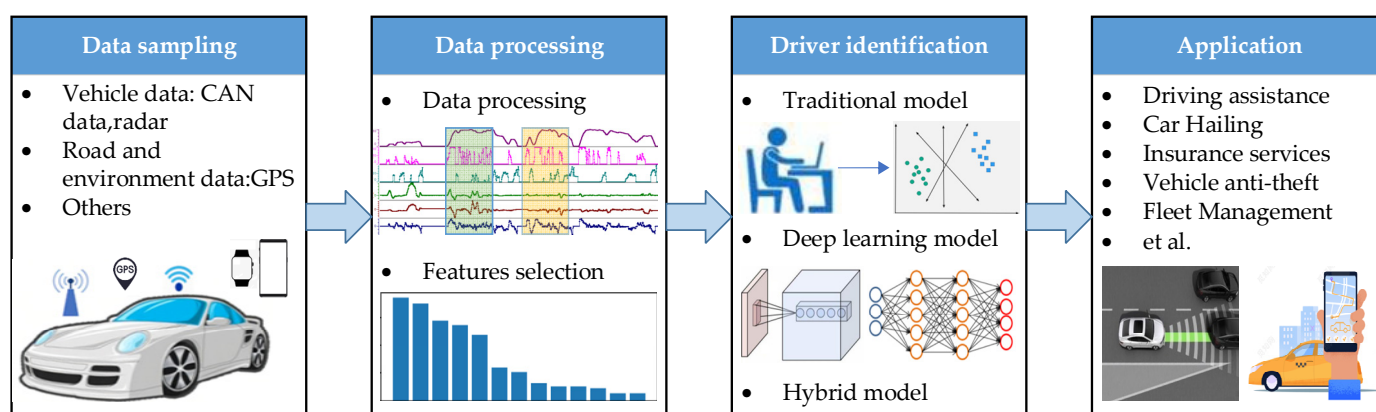 Data sampling
• Vehicle data: CAN
data,radar
• Road and
environment data:GPS
• Others
GPS
Data processing
• Data processing
• Features selection
Driver identification
• Traditional model
• Deep learning model
• Hybrid model
Application
• Driving assistance
• Car Hailing
• Insurance services
• Vehicle anti-theft
• Fleet Management
• et al.